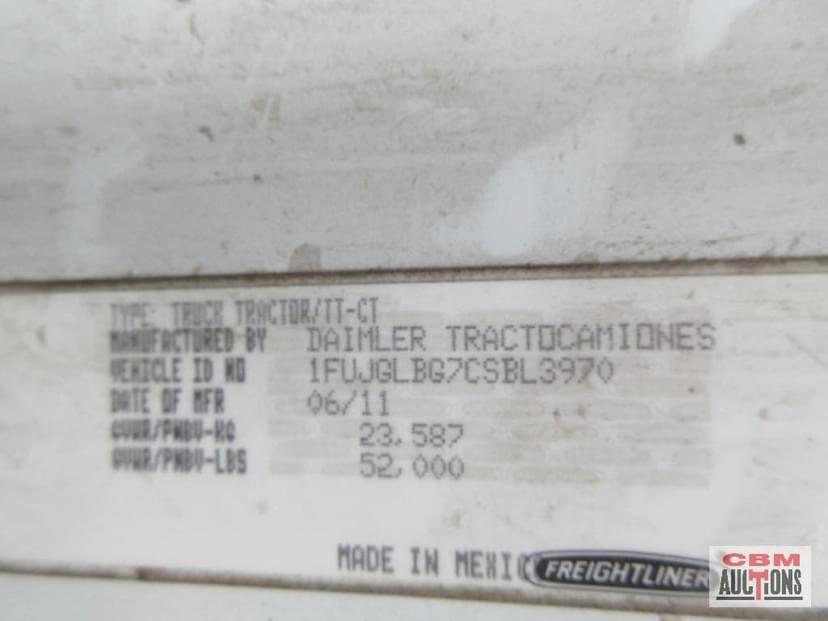 TYPE: TRUCK TRACTOR/TT-CT
MANUFACTURED BY DAIMLER TRACTOCAMIONES
VEHICLE ID NO 1FUJGLBG7CSBL3970
DATE OF MFR 06/11
GVWR/PNBV-KG 23,587
GVWR/PNBV-LBS 52,000
MADE IN MEXICO FREIGHTLINER
CBM
AUCTIONS